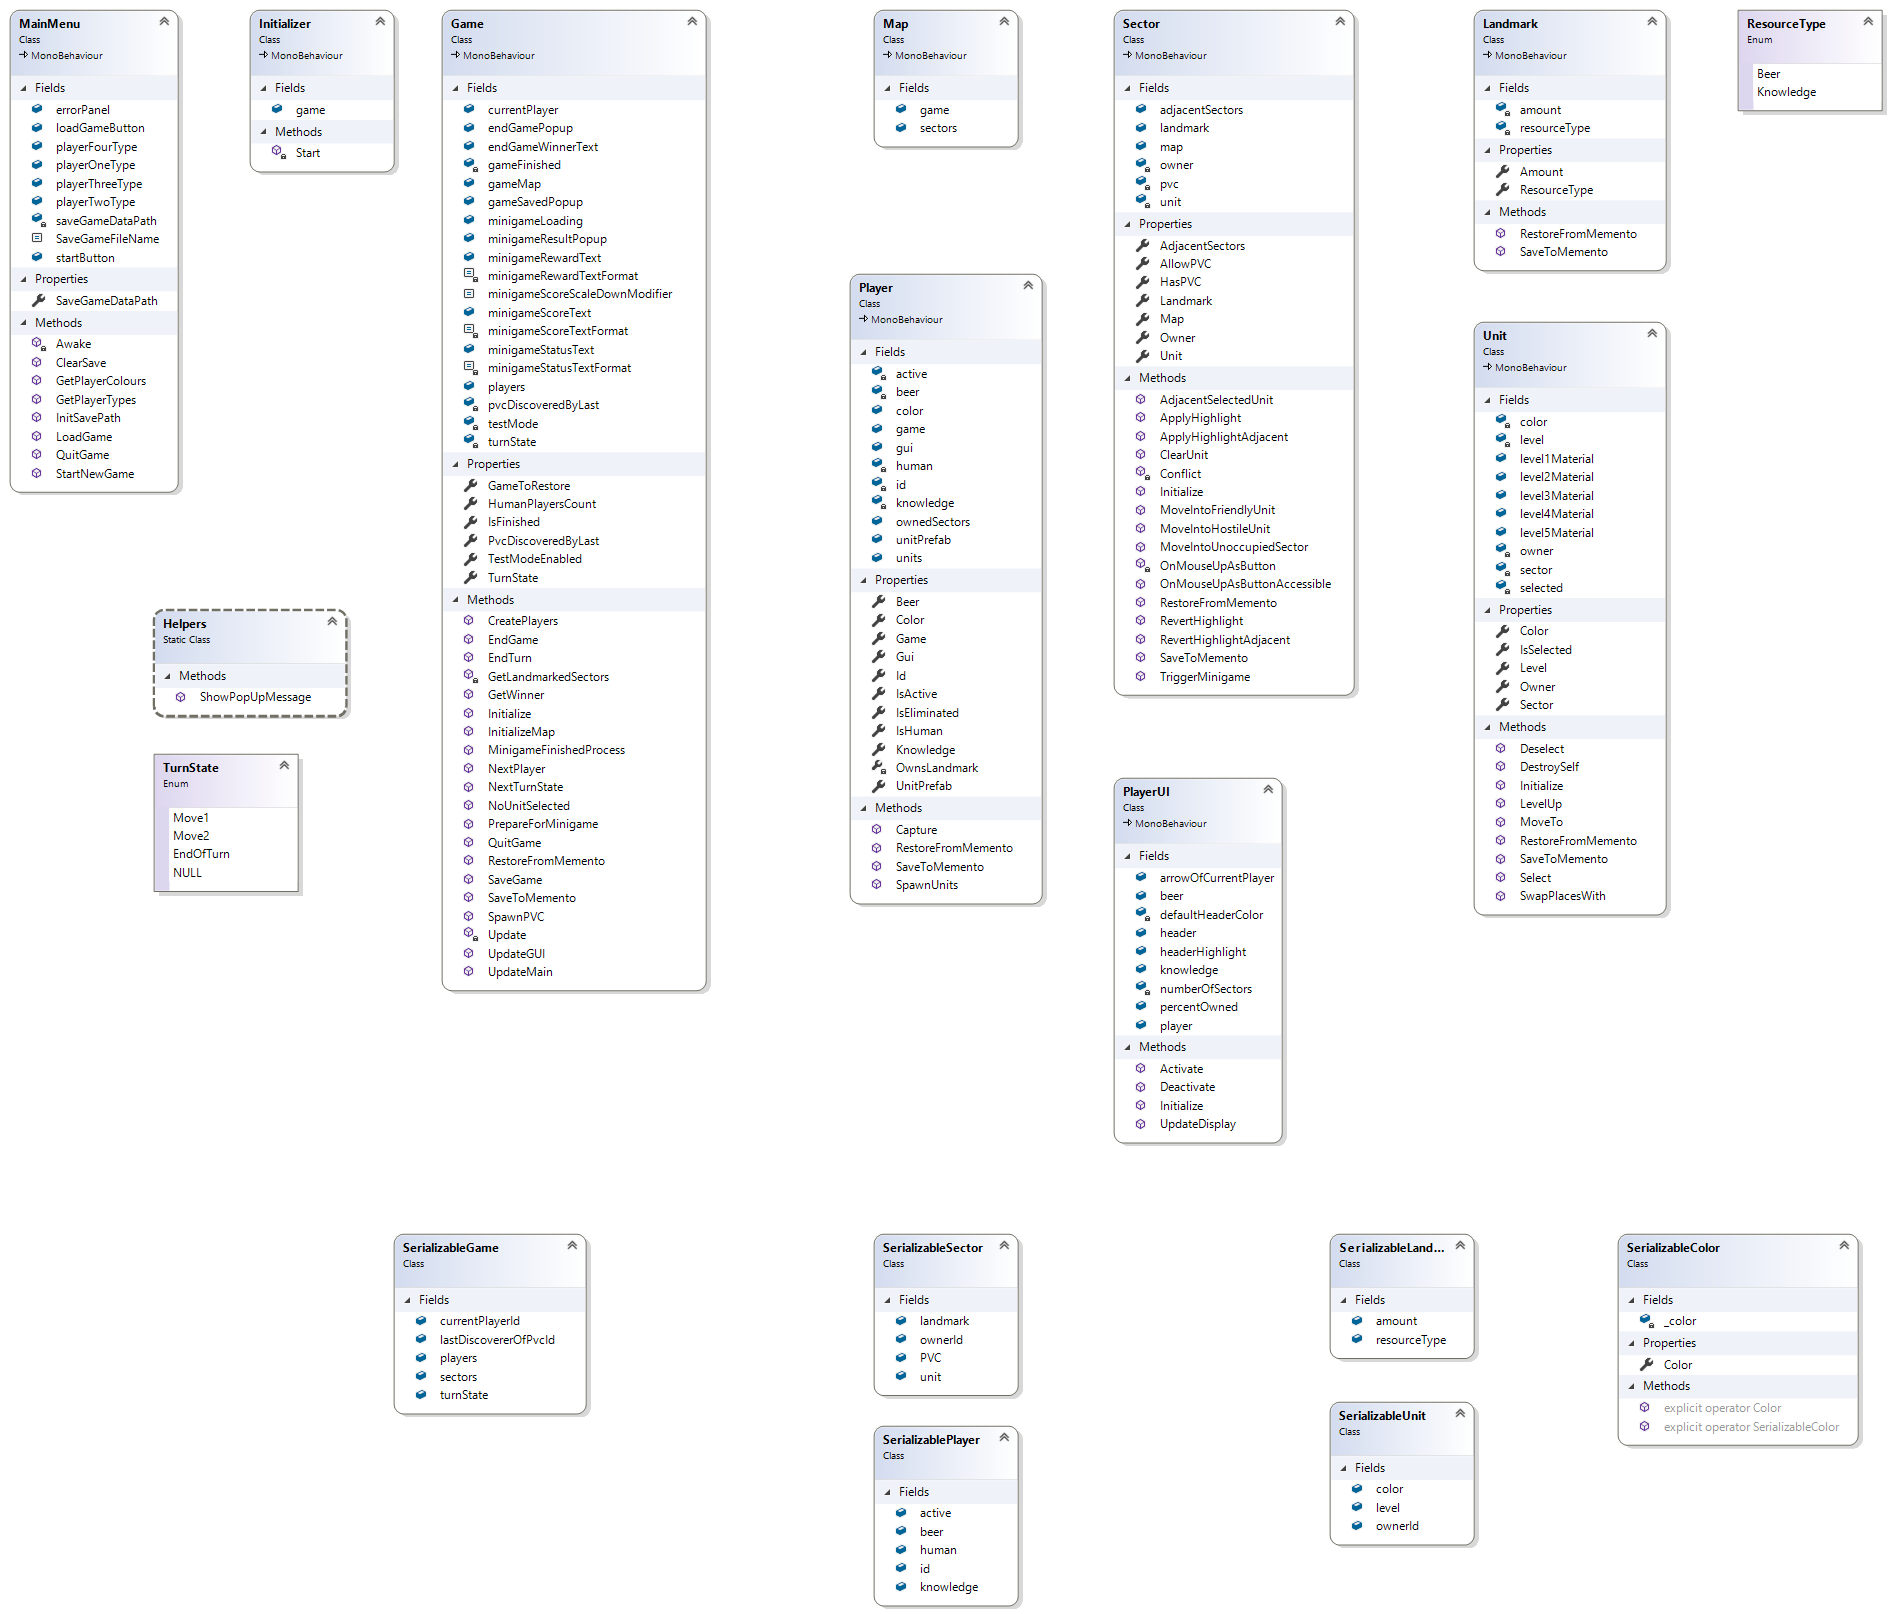 MainMenu
Class
MonoBehaviour
Fields
errorPanel
loadGameButton
playerFourType
playerOneType
playerThreeType
playerTwoType
saveGameDataPath
SaveGameFileName
startButton
Properties
SaveGameDataPath
Methods
Awake
ClearSave
GetPlayerColours
GetPlayerTypes
InitSavePath
LoadGame
QuitGame
StartNewGame
Initializer
Class
MonoBehaviour
Fields
game
Methods
Start
Game
Class
MonoBehaviour
Fields
currentPlayer
endGamePopup
endGameWinnerText
gameFinished
gameMap
gameSavedPopup
minigameLoading
minigameResultPopup
minigameRewardText
minigameRewardTextFormat
minigameScoreScaleDownModifier
minigameScoreText
minigameScoreTextFormat
minigameStatusText
minigameStatusTextFormat
players
pvcDiscoveredByLast
testMode
turnState
Properties
GameToRestore
HumanPlayersCount
IsFinished
PvcDiscoveredByLast
TestModeEnabled
TurnState
Methods
CreatePlayers
EndGame
EndTurn
GetLandmarkedSectors
GetWinner
Initialize
InitializeMap
MinigameFinishedProcess
NextPlayer
NextTurnState
NoUnitSelected
PrepareForMinigame
QuitGame
RestoreFromMemento
SaveGame
SaveToMemento
SpawnPVC
Update
UpdateGUI
UpdateMain
Map
Class
MonoBehaviour
Fields
game
sectors
Sector
Class
MonoBehaviour
Fields
adjacentSectors
landmark
map
owner
pvc
unit
Properties
AdjacentSectors
AllowPVC
HasPVC
Landmark
Map
Owner
Unit
Methods
AdjacentSelectedUnit
ApplyHighlight
ApplyHighlightAdjacent
ClearUnit
Conflict
Initialize
MoveIntoFriendlyUnit
MoveIntoHostileUnit
MoveIntoUnoccupiedSector
OnMouseUpAsButton
OnMouseUpAsButtonAccessible
RestoreFromMemento
RevertHighlight
RevertHighlightAdjacent
SaveToMemento
TriggerMinigame
Landmark
Class
MonoBehaviour
Fields
amount
resourceType
Properties
Amount
ResourceType
Methods
RestoreFromMemento
SaveToMemento
ResourceType
Enum
Beer
Knowledge
Player
Class
MonoBehaviour
Fields
active
beer
color
game
gui
human
id
knowledge
ownedSectors
unitPrefab
units
Properties
Beer
Color
Game
Gui
Id
IsActive
IsEliminated
IsHuman
Knowledge
OwnsLandmark
UnitPrefab
Methods
Capture
RestoreFromMemento
SaveToMemento
SpawnUnits
Unit
Class
MonoBehaviour
Fields
color
level
level1Material
level2Material
level3Material
level4Material
level5Material
owner
sector
selected
Properties
Color
IsSelected
Level
Owner
Sector
Methods
Deselect
DestroySelf
Initialize
LevelUp
MoveTo
RestoreFromMemento
SaveToMemento
Select
SwapPlacesWith
Helpers
Static Class
Methods
ShowPopUpMessage
TurnState
Enum
Move1
Move2
EndOfTurn
NULL
PlayerUI
Class
MonoBehaviour
Fields
arrowOfCurrentPlayer
beer
defaultHeaderColor
header
headerHighlight
knowledge
numberOfSectors
percentOwned
player
Methods
Activate
Deactivate
Initialize
UpdateDisplay
SerializableGame
Class
Fields
currentPlayerId
lastDiscovererOfPvcId
players
sectors
turnState
SerializableSector
Class
Fields
landmark
ownerId
PVC
unit
SerializableLand...
Class
Fields
amount
resourceType
SerializableColor
Class
Fields
_color
Properties
Color
Methods
explicit operator Color
explicit operator SerializableColor
SerializablePlayer
Class
Fields
active
beer
human
id
knowledge
SerializableUnit
Class
Fields
color
level
ownerId